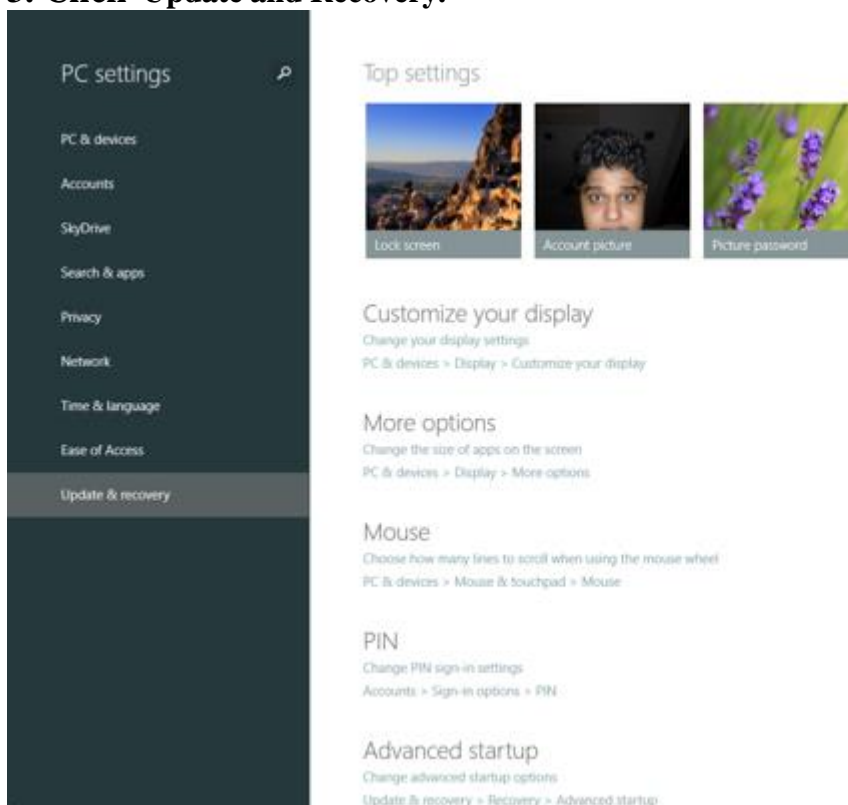 3. Click 'Update and Recovery.'
PC settings
PC & devices
Accounts
SkyDrive
Search & apps
Privacy
Network
Time & language
Ease of Access
Update & recovery
Top settings
Lock screen
Account picture
Picture password
Customize your display
Change your display settings
PC & devices > Display > Customize your display
More options
Change the size of apps on the screen
PC & devices > Display > More options
Mouse
Choose how many lines to scroll when using the mouse wheel
PC & devices > Mouse & touchpad > Mouse
PIN
Change PIN sign-in settings
Accounts > Sign-in options > PIN
Advanced startup
Change advanced startup options
Update & recovery > Recovery > Advanced startup